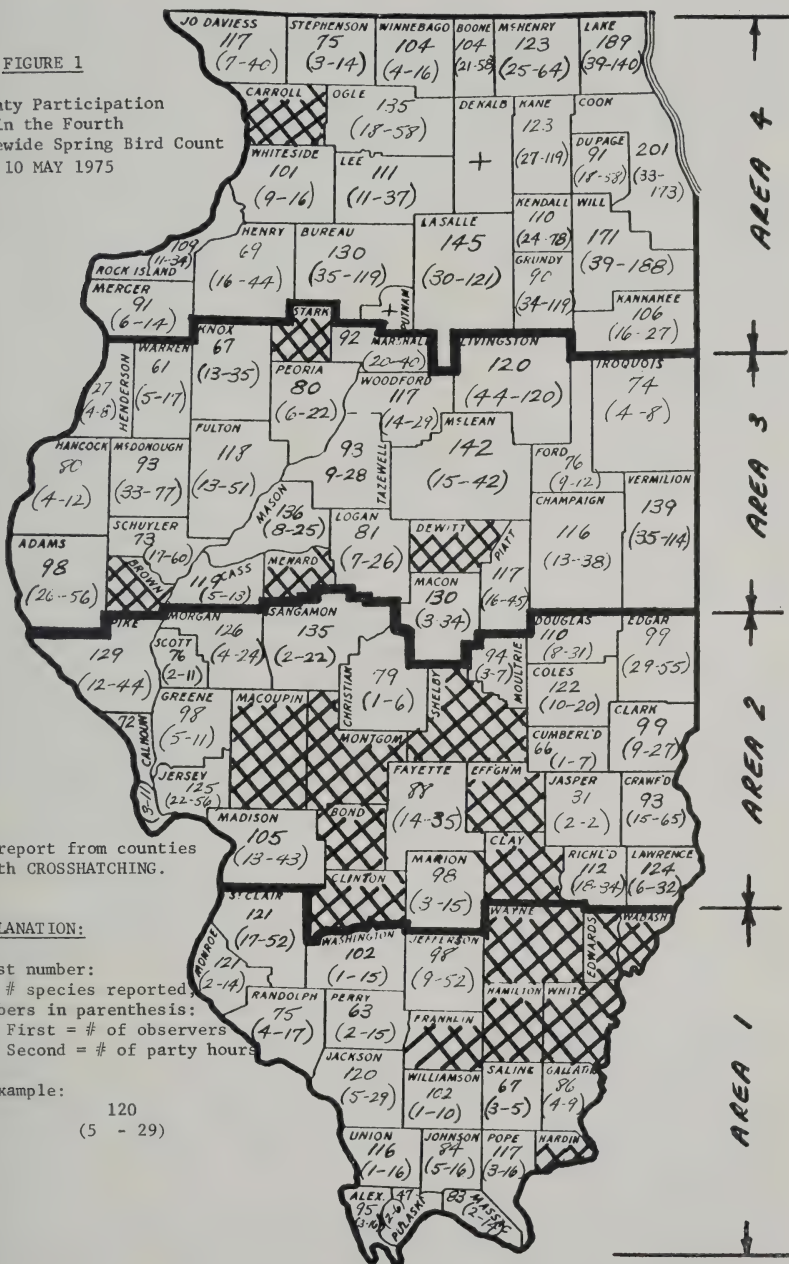 FIGURE 1
nty Participation
in the Fourth
ewide Spring Bird Count
10 MAY 1975
JO DAVIESS
117
(7-40)
STEPHENSON
75
(3-14)
WINNEBAGO
104
(4-16)
BOONE
104
(21-58)
McHENRY
123
(25-64)
LAKE
189
(39-140)
CARROLL
OGLE
135
(18-58)
DEKALB
+
KANE
123
(27-119)
COOK
201
(33-
173)
DUPAGE
91
(18-58)
WHITESIDE
101
(9-16)
LEE
111
(11-37)
KENDALL
110
(24-78)
WILL
171
(39-188)
LASALLE
145
(30-121)
GRUNDY
90
(34-119)
KANKAKEE
106
(16-27)
HENRY
69
(16-44)
BUREAU
130
(35-119)
109
(11-34)
ROCK ISLAND
MERCER
91
(6-14)
+
PUTNAM
AREA 4
STARK
KNOX
67
(13-35)
92
MARSHALL
(20-40)
LIVINGSTON
120
(44-120)
IROQUOIS
74
(4-8)
WARREN
61
(5-17)
27
(4-8)
HENDERSON
PEORIA
80
(6-22)
WOODFORD
117
(14-29)
McLEAN
142
(15-42)
FORD
76
(9-12)
HANCOCK
80
(4-12)
McDONOUGH
93
(33-77)
FULTON
118
(13-51)
93
9-28
TAZEWELL
VERMILION
139
(35-114)
CHAMPAIGN
116
(13-38)
MASON
136
(8-25)
LOGAN
81
(7-26)
DEWITT
PIATT
117
(16-45)
SCHUYLER
73
(17-60)
ADAMS
98
(26-56)
BROWN
119
CASS
(5-13)
MENARD
MACON
130
(3-34)
AREA 3
PIKE
129
(12-44)
MORGAN
126
(4-24)
SCOTT
76
(2-11)
SANGAMON
135
(2-22)
CHRISTIAN
79
(1-6)
94
(3-7)
MOULTRIE
DOUGLAS
110
(8-31)
EDGAR
99
(29-55)
COLES
122
(10-20)
SHELBY
GREENE
98
(5-11)
MACOUPIN
MONTGOM
CUMBERL'D
66
(1-7)
CLARK
99
(9-27)
72
CALHOUN
(3-11)
JERSEY
125
(22-56)
FAYETTE
88
(14-35)
EFFGH'M
JASPER
31
(2-2)
CRAWF'D
93
(15-65)
MADISON
105
(13-43)
BOND
CLAY
RICHL'D
112
(18-34)
LAWRENCE
124
(6-32)
CLINTON
MARION
98
(3-15)
AREA 2
report from counties
th CROSSHATCHING.
ST CLAIR
121
(17-52)
WASHINGTON
102
(1-15)
JEFFERSON
98
(9-52)
WAYNE
EDWARDS
WABASH
MONROE
121
(2-14)
RANDOLPH
75
(4-17)
PERRY
63
(2-15)
FRANKLIN
HAMILTON
WHITE
JACKSON
120
(5-29)
WILLIAMSON
102
(1-10)
SALINE
67
(3-5)
GALLATIN
86
(4-9)
UNION
116
(1-16)
JOHNSON
84
(5-16)
POPE
117
(3-16)
HARDIN
ALEX.
95
(3-16)
47
(2-6)
PULASKI
83
MASSAC
(2-14)
AREA 1
LANATION:
st number:
# species reported,
bers in parenthesis:
First = # of observers
Second = # of party hours
xample:
120
(5 - 29)